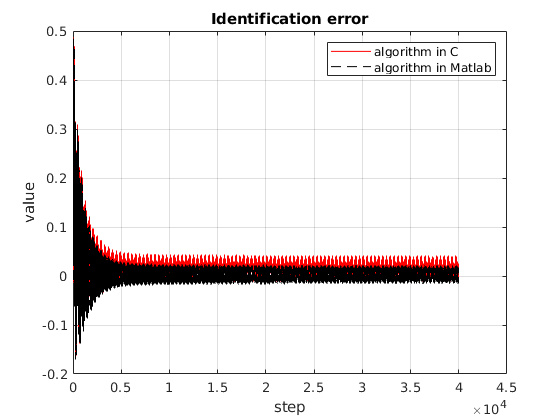 Identification error
algorithm in C
algorithm in Matlab
value
0.5
0.4
0.3
0.2
0.1
0
-0.1
-0.2
0 0.5 1 1.5 2 2.5 3 3.5 4 4.5
step
×10⁴